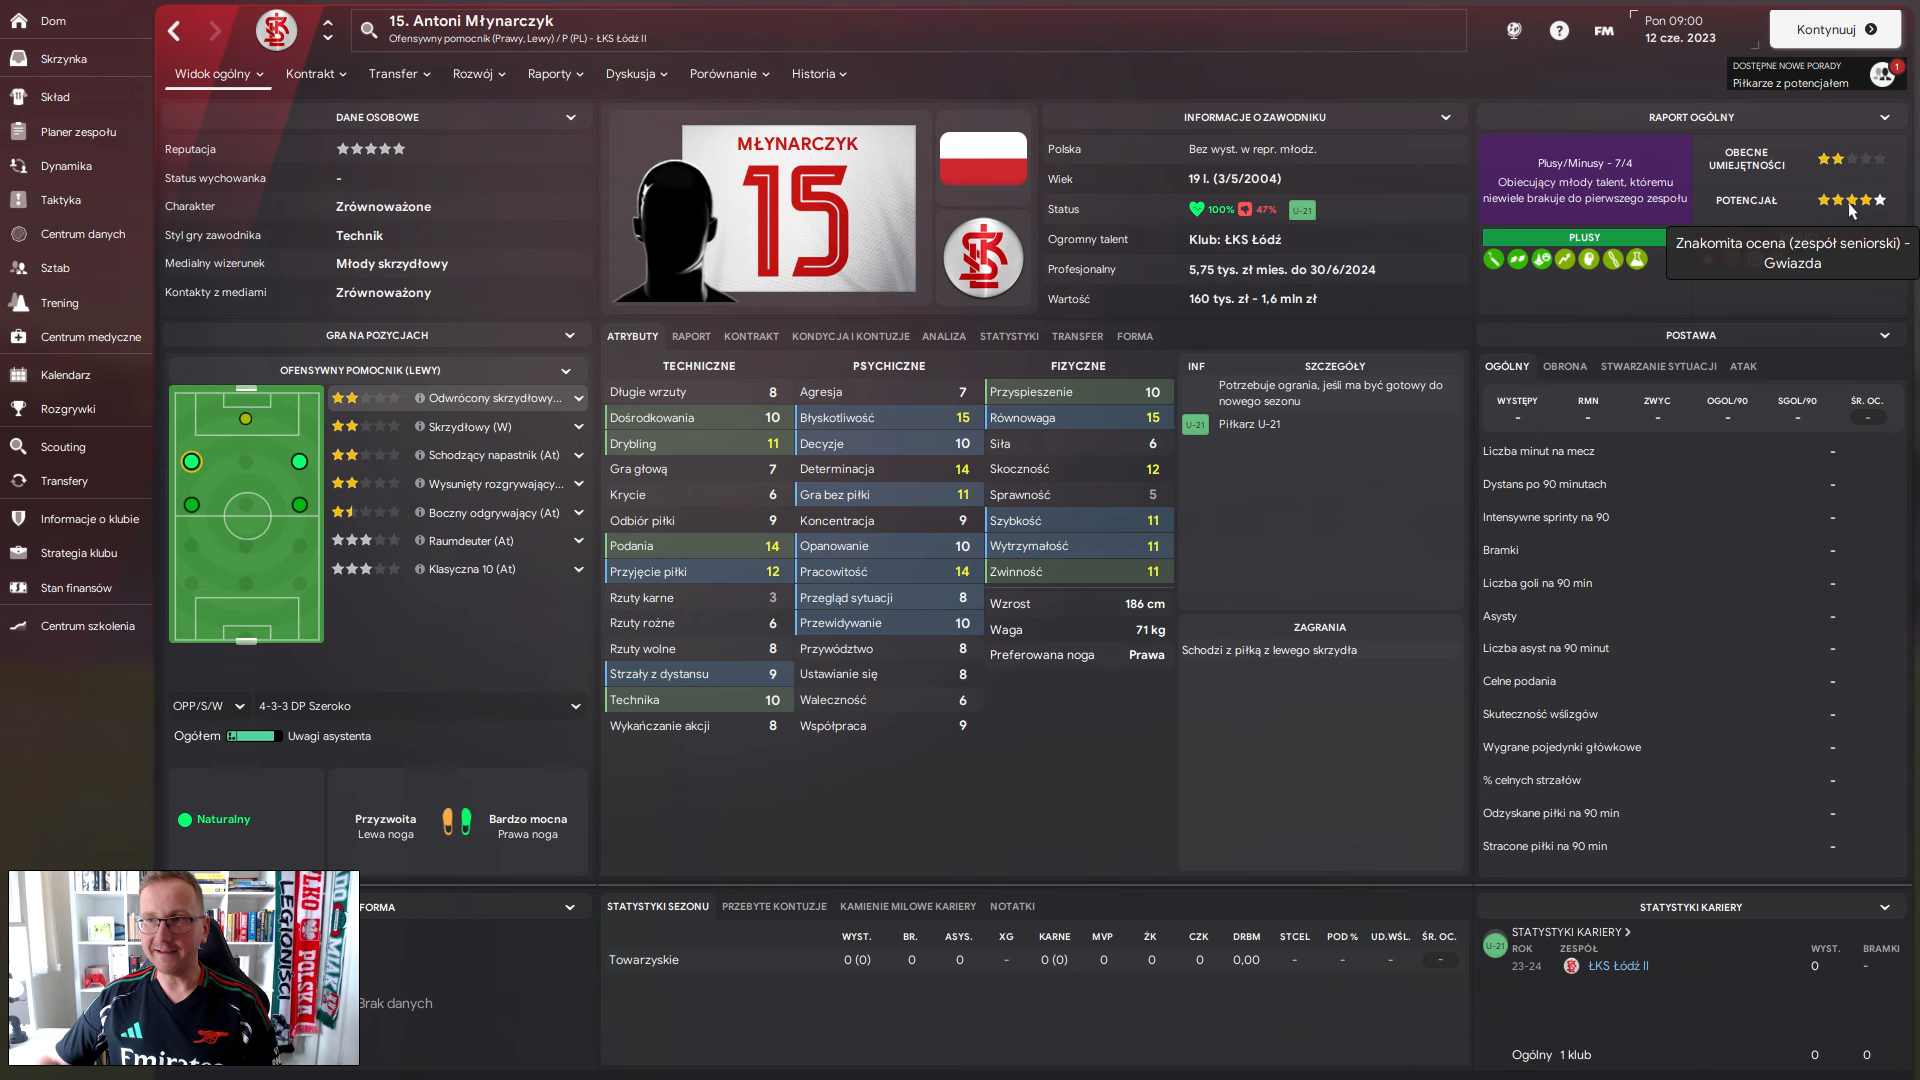 Dom
Skrzynka
Skład
Planer zespołu
Dynamika
Taktyka
Centrum danych
Sztab
Trening
Centrum medyczne
Kalendarz
Rozgrywki
Scouting
Transfery
Informacje o klubie
Strategia klubu
Stan finansów
Centrum szkolenia
15. Antoni Młynarczyk
Ofensywny pomocnik (Prawy, Lewy) / P (PL) - ŁKS Łódź II
FM
Pon 09:00
12 cze. 2023
Kontynuuj
Widok ogólny
Kontrakt
Transfer
Rozwój
Raporty
Dyskusja
Porównanie
Historia
DOSTĘPNE NOWE PORADY
Piłkarze z potencjałem
1
DANE OSOBOWE
Reputacja
Status wychowanka -
Charakter Zrównoważone
Styl gry zawodnika Technik
Medialny wizerunek Młody skrzydłowy
Kontakty z mediami Zrównoważony
MŁYNARCZYK
15
INFORMACJE O ZAWODNIKU
Polska Bez wyst. w repr. młodz.
Wiek 19 l. (3/5/2004)
Status 100% 47% U-21
Ogromny talent Klub: ŁKS Łódź
Profesjonalny 5,75 tys. zł mies. do 30/6/2024
Wartość 160 tys. zł - 1,6 mln zł
RAPORT OGÓLNY
Plusy/Minusy - 7/4
Obiecujący młody talent, któremu
niewiele brakuje do pierwszego zespołu
OBECNE
UMIEJĘTNOŚCI
POTENCJAŁ
PLUSY
Znakomita ocena (zespół seniorski) -
Gwiazda
GRA NA POZYCJACH
OFENSYWNY POMOCNIK (LEWY)
Odwrócony skrzydłowy...
Skrzydłowy (W)
Schodzący napastnik (At)
Wysunięty rozgrywający...
Boczny odgrywający (At)
Raumdeuter (At)
Klasyczna 10 (At)
OPP/S/W 4-3-3 DP Szeroko
Ogółem Uwagi asystenta
Naturalny
Przyzwoita
Lewa noga
Bardzo mocna
Prawa noga
ATRYBUTY RAPORT KONTRAKT KONDYCJA I KONTUZJE ANALIZA STATYSTYKI TRANSFER FORMA
TECHNICZNE
Długie wrzuty 8
Dośrodkowania 10
Drybling 11
Gra głową 7
Krycie 6
Odbiór piłki 9
Podania 14
Przyjęcie piłki 12
Rzuty karne 3
Rzuty rożne 6
Rzuty wolne 8
Strzały z dystansu 9
Technika 10
Wykańczanie akcji 8
PSYCHICZNE
Agresja 7
Błyskotliwość 15
Decyzje 10
Determinacja 14
Gra bez piłki 11
Koncentracja 9
Opanowanie 10
Pracowitość 14
Przegląd sytuacji 8
Przewidywanie 10
Przywództwo 8
Ustawianie się 8
Waleczność 6
Współpraca 9
FIZYCZNE
Przyspieszenie 10
Równowaga 15
Siła 6
Skoczność 12
Sprawność 5
Szybkość 11
Wytrzymałość 11
Zwinność 11
Wzrost 186 cm
Waga 71 kg
Preferowana noga Prawa
INF SZCZEGÓŁY
Potrzebuje ogrania, jeśli ma być gotowy do
nowego sezonu
U-21 Piłkarz U-21
ZAGRANIA
Schodzi z piłką z lewego skrzydła
POSTAWA
OGÓLNY OBRONA STWARZANIE SYTUACJI ATAK
WYSTĘPY RMN ZWYC OGOL/90 SGOL/90 ŚR. OC.
- - - - - -
Liczba minut na mecz -
Dystans po 90 minutach -
Intensywne sprinty na 90 -
Bramki -
Liczba goli na 90 min -
Asysty -
Liczba asyst na 90 minut -
Celne podania -
Skuteczność wślizgów -
Wygrane pojedynki główkowe -
% celnych strzałów -
Odzyskane piłki na 90 min -
Stracone piłki na 90 min -
FORMA
Brak danych
STATYSTYKI SEZONU PRZEBYTE KONTUZJE KAMIENIE MILOWE KARIERY NOTATKI
WYST. BR. ASYS. XG KARNE MVP ŻK CZK DRBM STCEL POD % UD.WŚL. ŚR. OC.
Towarzyskie 0 (0) 0 0 - 0 (0) 0 0 0 0,00 - - - -
STATYSTYKI KARIERY
U-21
STATYSTYKI KARIERY
ROK ZESPÓŁ WYST. BRAMKI
23-24 ŁKS Łódź II 0 -
Ogólny 1 klub 0 0
LEGIONIŚCI
POLSKA
Emirates